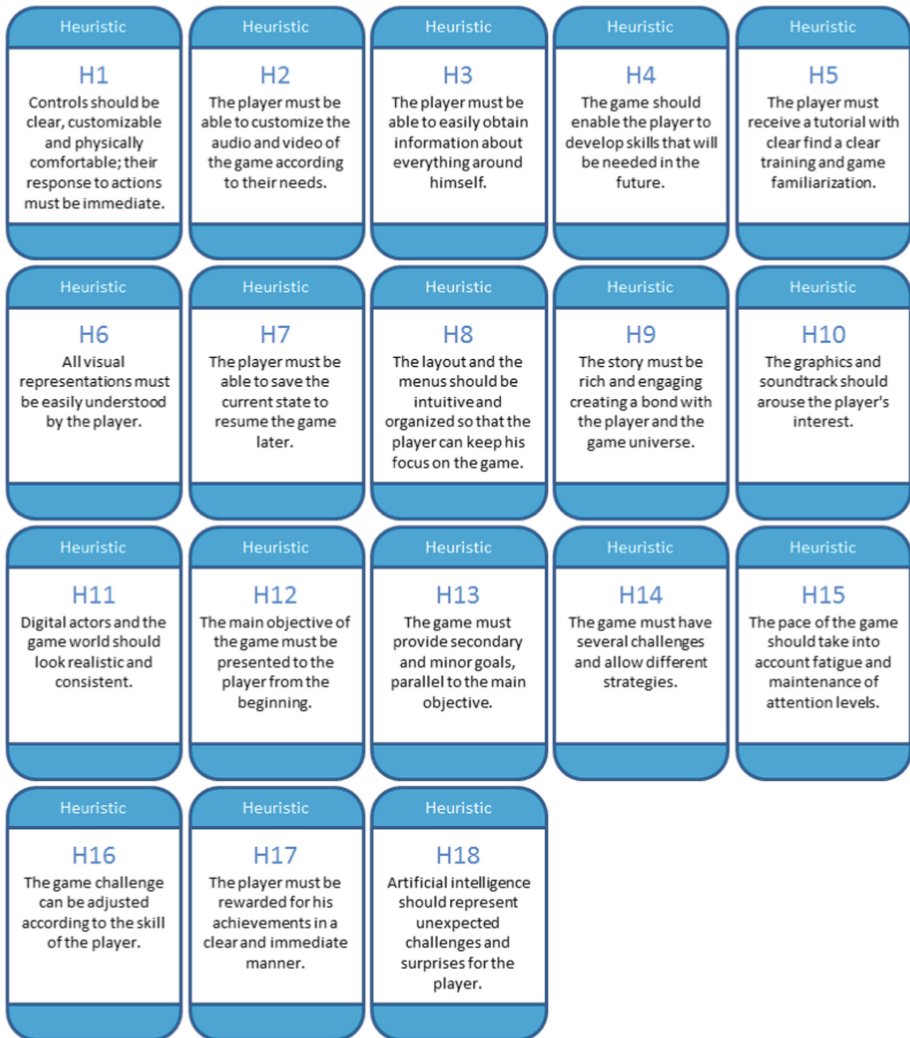 Heuristic
H1
Controls should be
clear, customizable
and physically
comfortable; their
response to actions
must be immediate.
Heuristic
H2
The player must be
able to customize the
audio and video of
the game according
to their needs.
Heuristic
H3
The player must be
able to easily obtain
information about
everything around
himself.
Heuristic
H4
The game should
enable the player to
develop skills that will
be needed in the
future.
Heuristic
H5
The player must
receive a tutorial with
clear find a clear
training and game
familiarization.
Heuristic
H6
All visual
representations must
be easily understood
by the player.
Heuristic
H7
The player must be
able to save the
current state to
resume the game
later.
Heuristic
H8
The layout and the
menus should be
intuitive and
organized so that the
player can keep his
focus on the game.
Heuristic
H9
The story must be
rich and engaging
creating a bond with
the player and the
game universe.
Heuristic
H10
The graphics and
soundtrack should
arouse the player's
interest.
Heuristic
H11
Digital actors and the
game world should
look realistic and
consistent.
Heuristic
H12
The main objective of
the game must be
presented to the
player from the
beginning.
Heuristic
H13
The game must
provide secondary
and minor goals,
parallel to the main
objective.
Heuristic
H14
The game must have
several challenges
and allow different
strategies.
Heuristic
H15
The pace of the game
should take into
account fatigue and
maintenance of
attention levels.
Heuristic
H16
The game challenge
can be adjusted
according to the skill
of the player.
Heuristic
H17
The player must be
rewarded for his
achievements in a
clear and immediate
manner.
Heuristic
H18
Artificial intelligence
should represent
unexpected
challenges and
surprises for the
player.